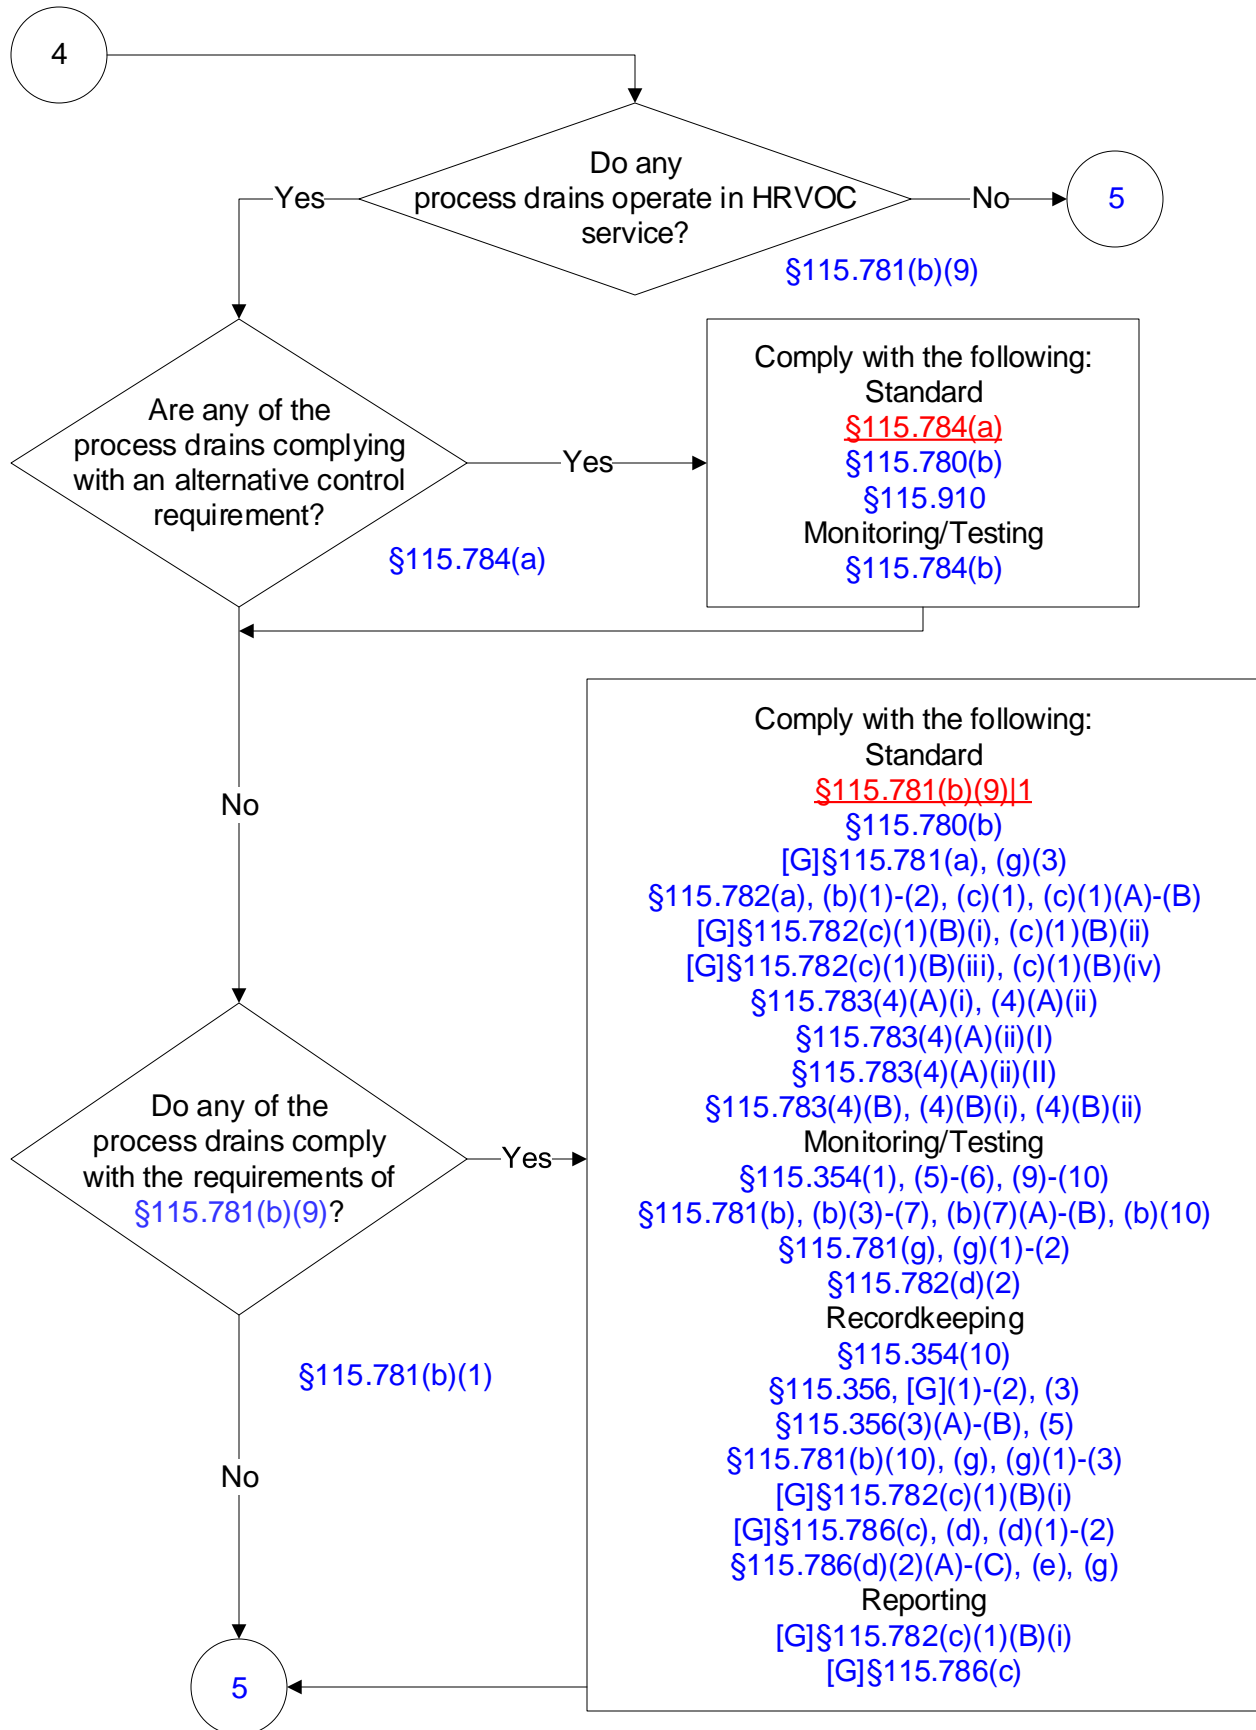 4
Do any
process drains operate in HRVOC
service?
Yes
No
5
§115.781(b)(9)
Are any of the
process drains complying
with an alternative control
requirement?
Yes
§115.784(a)
Comply with the following:
Standard
§115.784(a)
§115.780(b)
§115.910
Monitoring/Testing
§115.784(b)
No
Do any of the
process drains comply
with the requirements of
§115.781(b)(9)?
Yes
§115.781(b)(1)
No
Comply with the following:
Standard
§115.781(b)(9)|1
§115.780(b)
[G]§115.781(a), (g)(3)
§115.782(a), (b)(1)-(2), (c)(1), (c)(1)(A)-(B)
[G]§115.782(c)(1)(B)(i), (c)(1)(B)(ii)
[G]§115.782(c)(1)(B)(iii), (c)(1)(B)(iv)
§115.783(4)(A)(i), (4)(A)(ii)
§115.783(4)(A)(ii)(I)
§115.783(4)(A)(ii)(II)
§115.783(4)(B), (4)(B)(i), (4)(B)(ii)
Monitoring/Testing
§115.354(1), (5)-(6), (9)-(10)
§115.781(b), (b)(3)-(7), (b)(7)(A)-(B), (b)(10)
§115.781(g), (g)(1)-(2)
§115.782(d)(2)
Recordkeeping
§115.354(10)
§115.356, [G](1)-(2), (3)
§115.356(3)(A)-(B), (5)
§115.781(b)(10), (g), (g)(1)-(3)
[G]§115.782(c)(1)(B)(i)
[G]§115.786(c), (d), (d)(1)-(2)
§115.786(d)(2)(A)-(C), (e), (g)
Reporting
[G]§115.782(c)(1)(B)(i)
[G]§115.786(c)
5